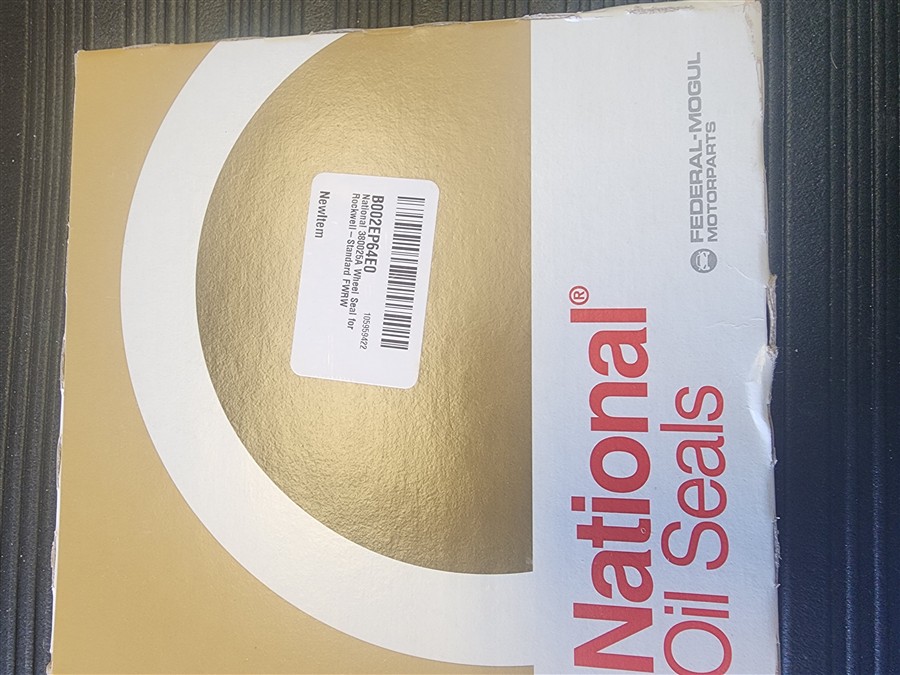 FEDERAL-MOGUL
MOTORPARTS
National®
Oil Seals
B002EP64E0
105959422
National 380025A Wheel Seal for
Rockwell - Standard FWRW
NewItem